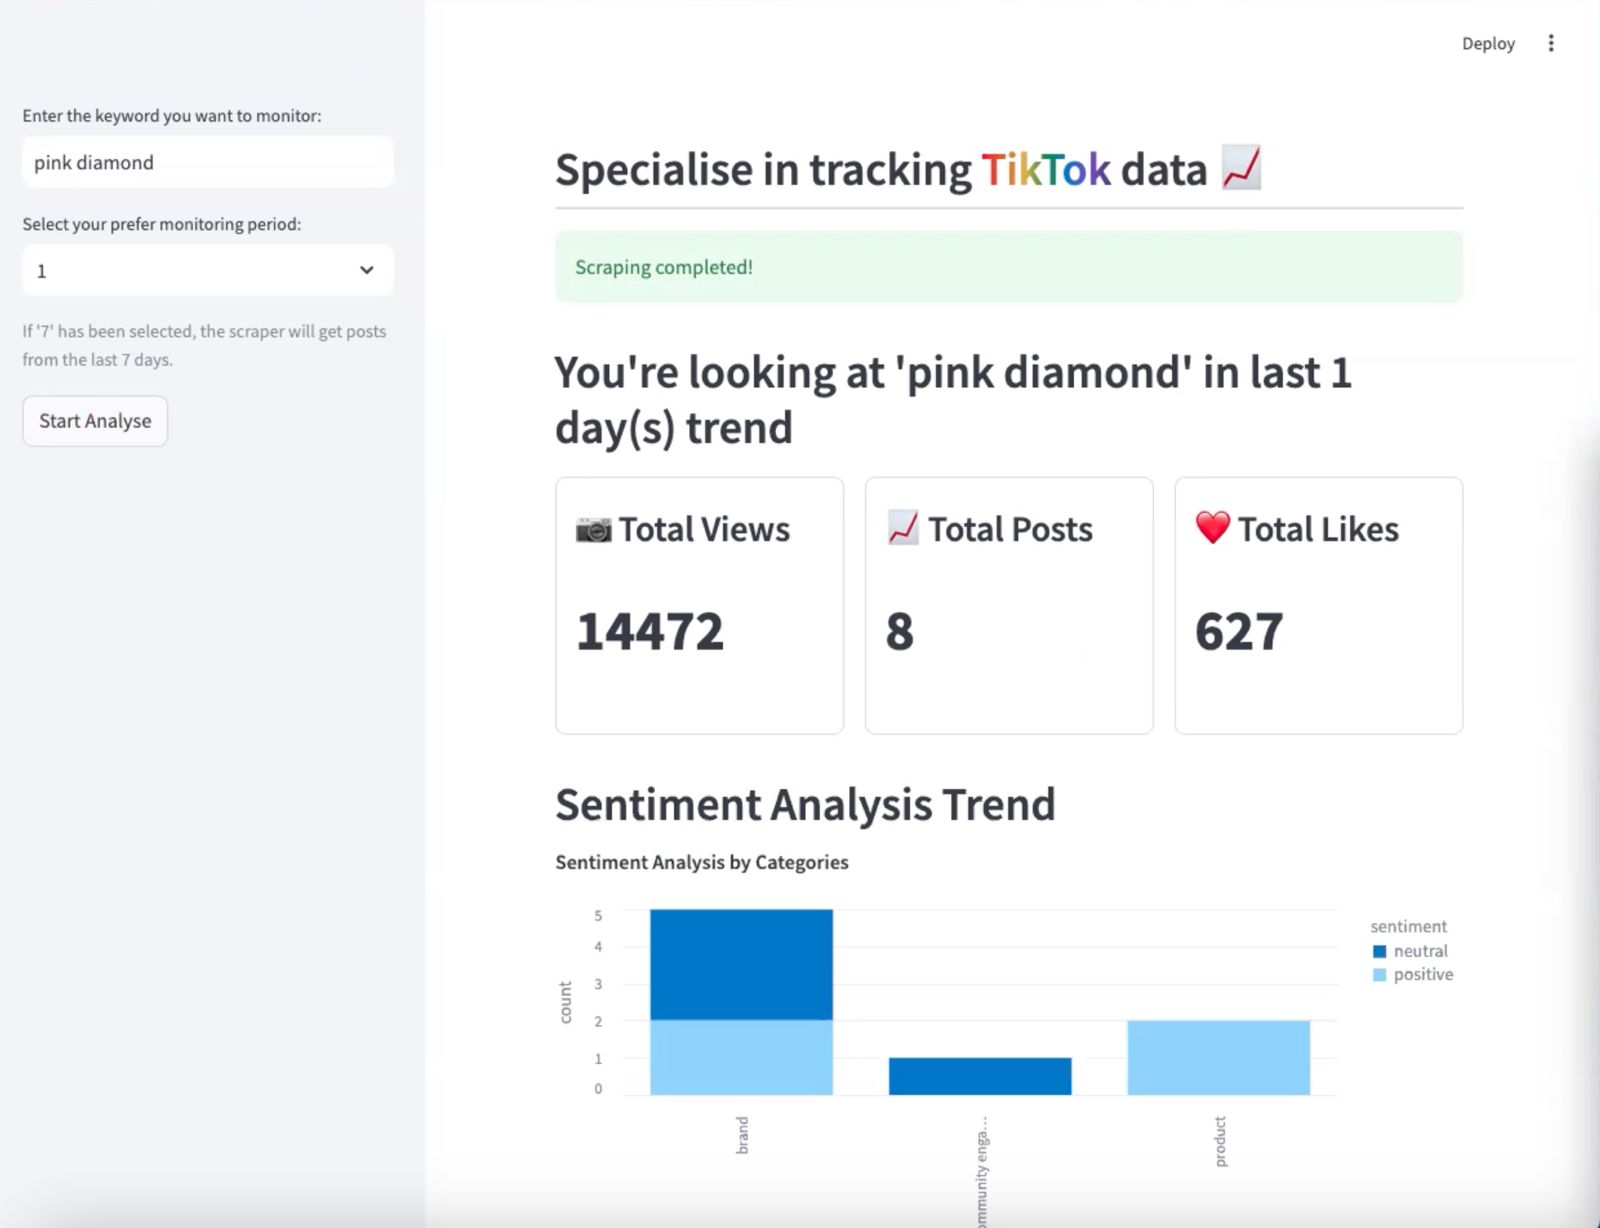 Deploy
Enter the keyword you want to monitor:
pink diamond
Select your prefer monitoring period:
1
If '7' has been selected, the scraper will get posts
from the last 7 days.
Start Analyse
Specialise in tracking TikTok data
Scraping completed!
You're looking at 'pink diamond' in last 1
day(s) trend
Total Views
14472
Total Posts
8
Total Likes
627
Sentiment Analysis Trend
Sentiment Analysis by Categories
count
5
4
3
2
1
0
brand
ommunity enga...
product
sentiment
neutral
positive